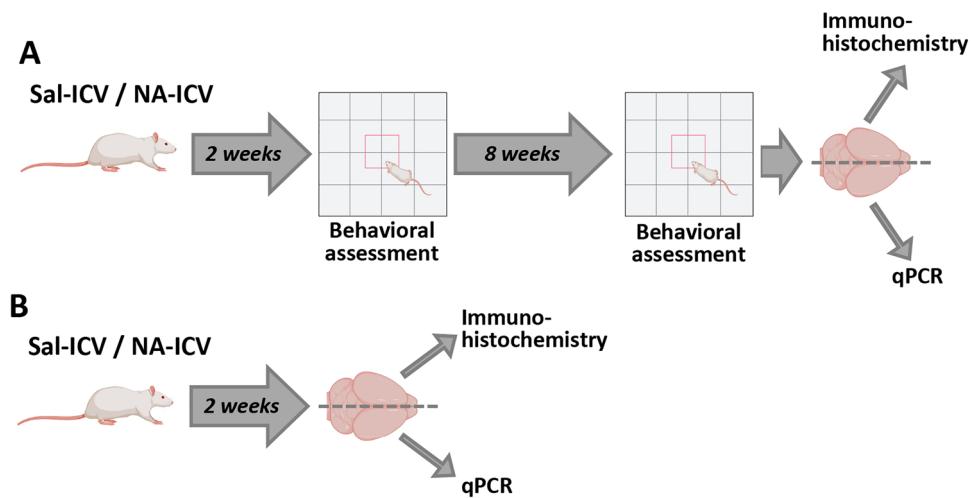 A
Sal-ICV / NA-ICV
2 weeks
Behavioral
assessment
8 weeks
Behavioral
assessment
Immuno-
histochemistry
qPCR
B
Sal-ICV / NA-ICV
2 weeks
Immuno-
histochemistry
qPCR